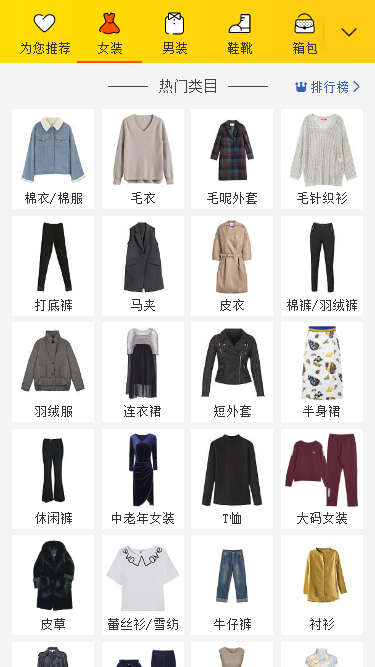 为您推荐 女装 男装 鞋靴 箱包
热门类目 排行榜
棉衣/棉服 毛衣 毛呢外套 毛针织衫
打底裤 马夹 皮衣 棉裤/羽绒裤
羽绒服 连衣裙 短外套 半身裙
休闲裤 中老年女装 T恤 大码女装
皮草 蕾丝衫/雪纺 牛仔裤 衬衫